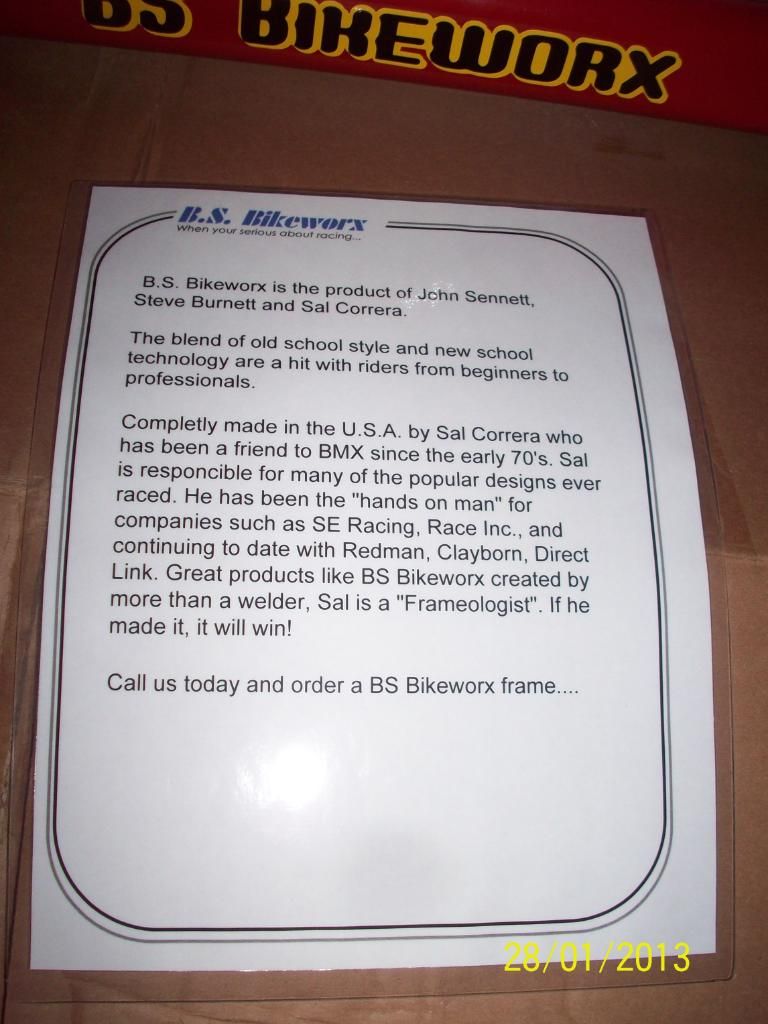 BS BIKEWORX
B.S. Bikeworx
When your serious about racing...
B.S. Bikeworx is the product of John Sennett,
Steve Burnett and Sal Correra.
The blend of old school style and new school
technology are a hit with riders from beginners to
professionals.
Completly made in the U.S.A. by Sal Correra who
has been a friend to BMX since the early 70's. Sal
is responcible for many of the popular designs ever
raced. He has been the "hands on man" for
companies such as SE Racing, Race Inc., and
continuing to date with Redman, Clayborn, Direct
Link. Great products like BS Bikeworx created by
more than a welder, Sal is a "Frameologist". If he
made it, it will win!
Call us today and order a BS Bikeworx frame....
28/01/2013